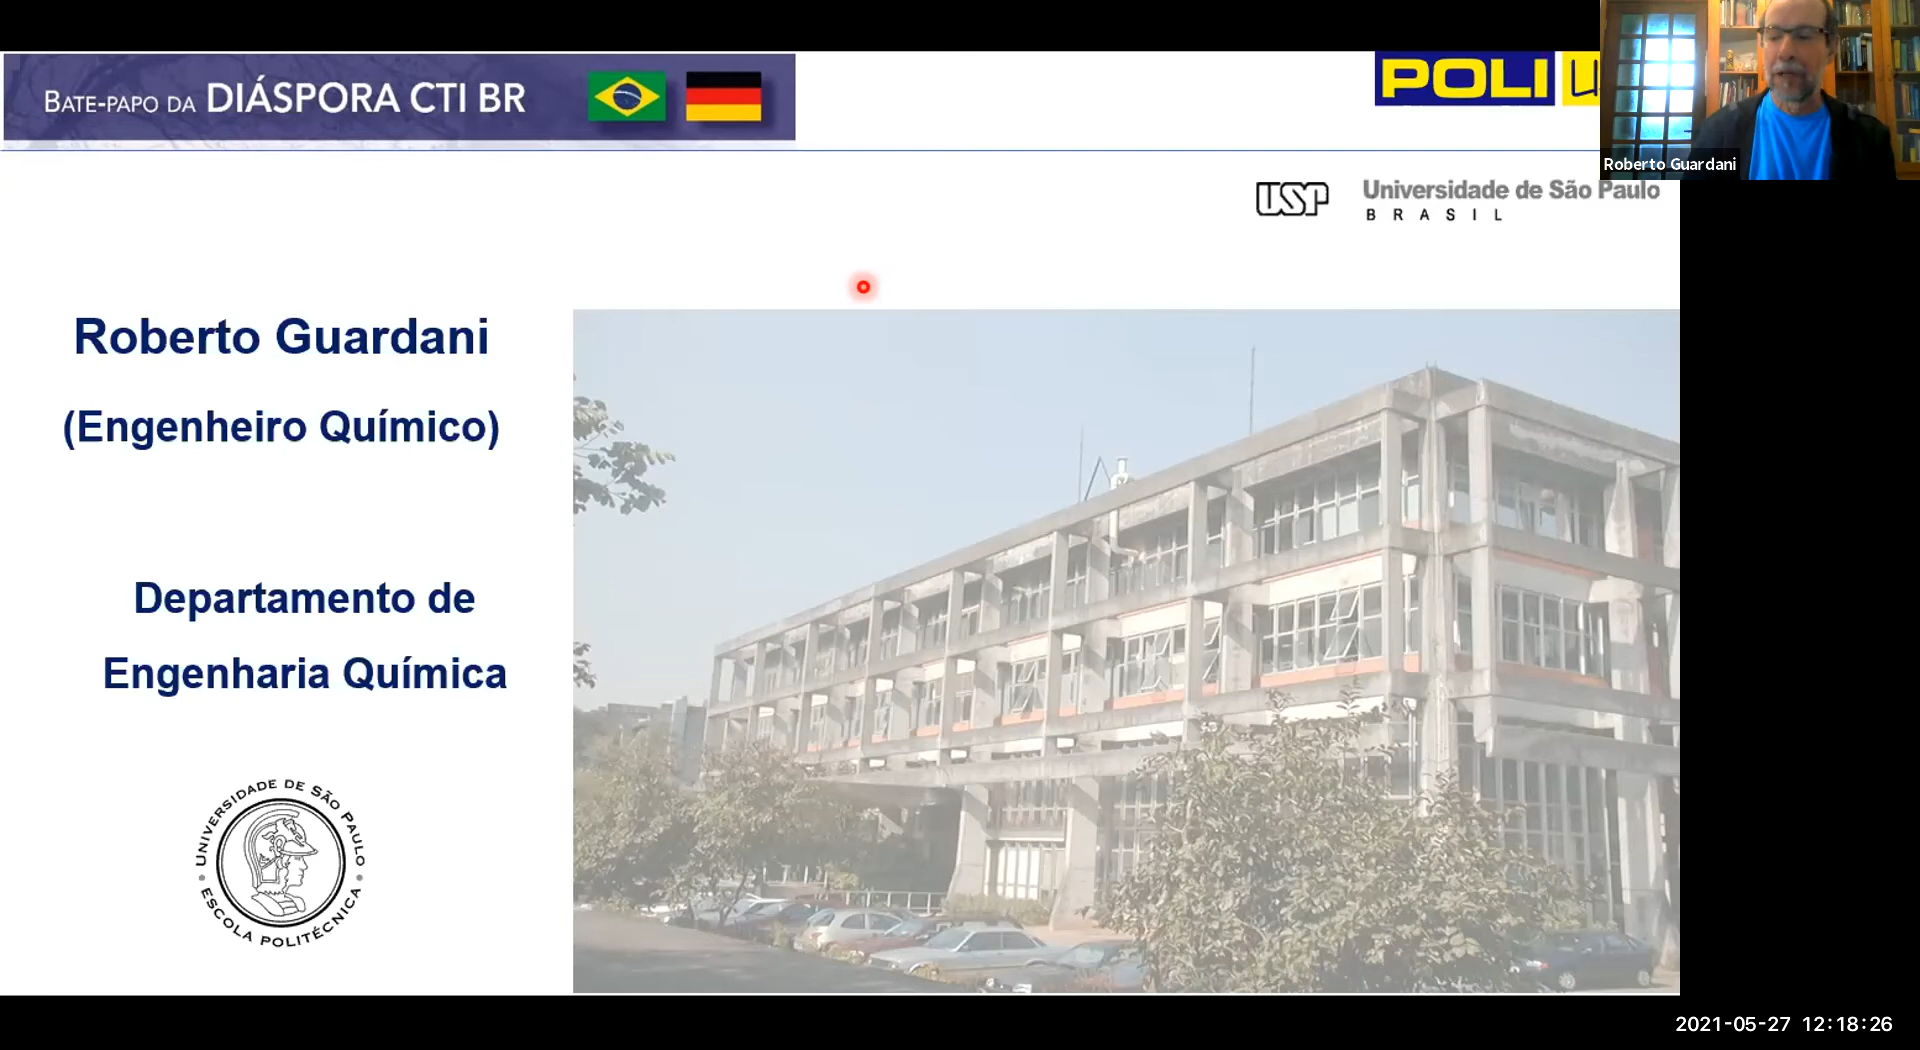 BATE-PAPO DA DIÁSPORA CTI BR
POLI
Roberto Guardani
USP
Universidade de São Paulo
BRASIL
Roberto Guardani
(Engenheiro Químico)
Departamento de
Engenharia Química
UNIVERSIDADE DE SÃO PAULO
ESCOLA POLITÉCNICA
2021-05-27 12:18:26